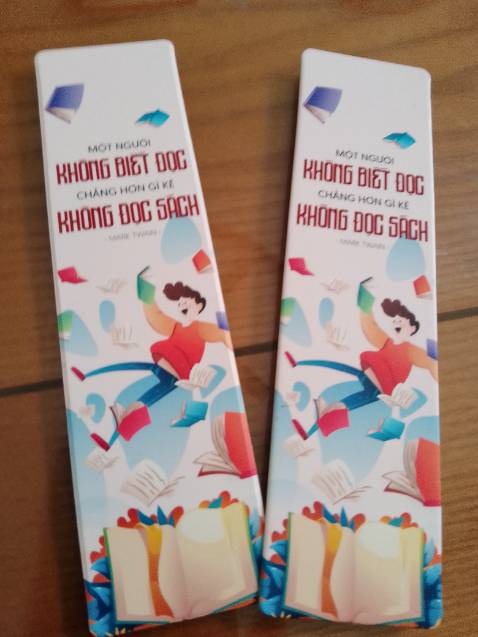 MỘT NGƯỜI
KHÔNG BIẾT ĐỌC
CHẲNG HƠN GÌ KẺ
KHÔNG ĐỌC SÁCH
- MARK TWAIN -
MỘT NGƯỜI
KHÔNG BIẾT ĐỌC
CHẲNG HƠN GÌ KẺ
KHÔNG ĐỌC SÁCH
- MARK TWAIN -